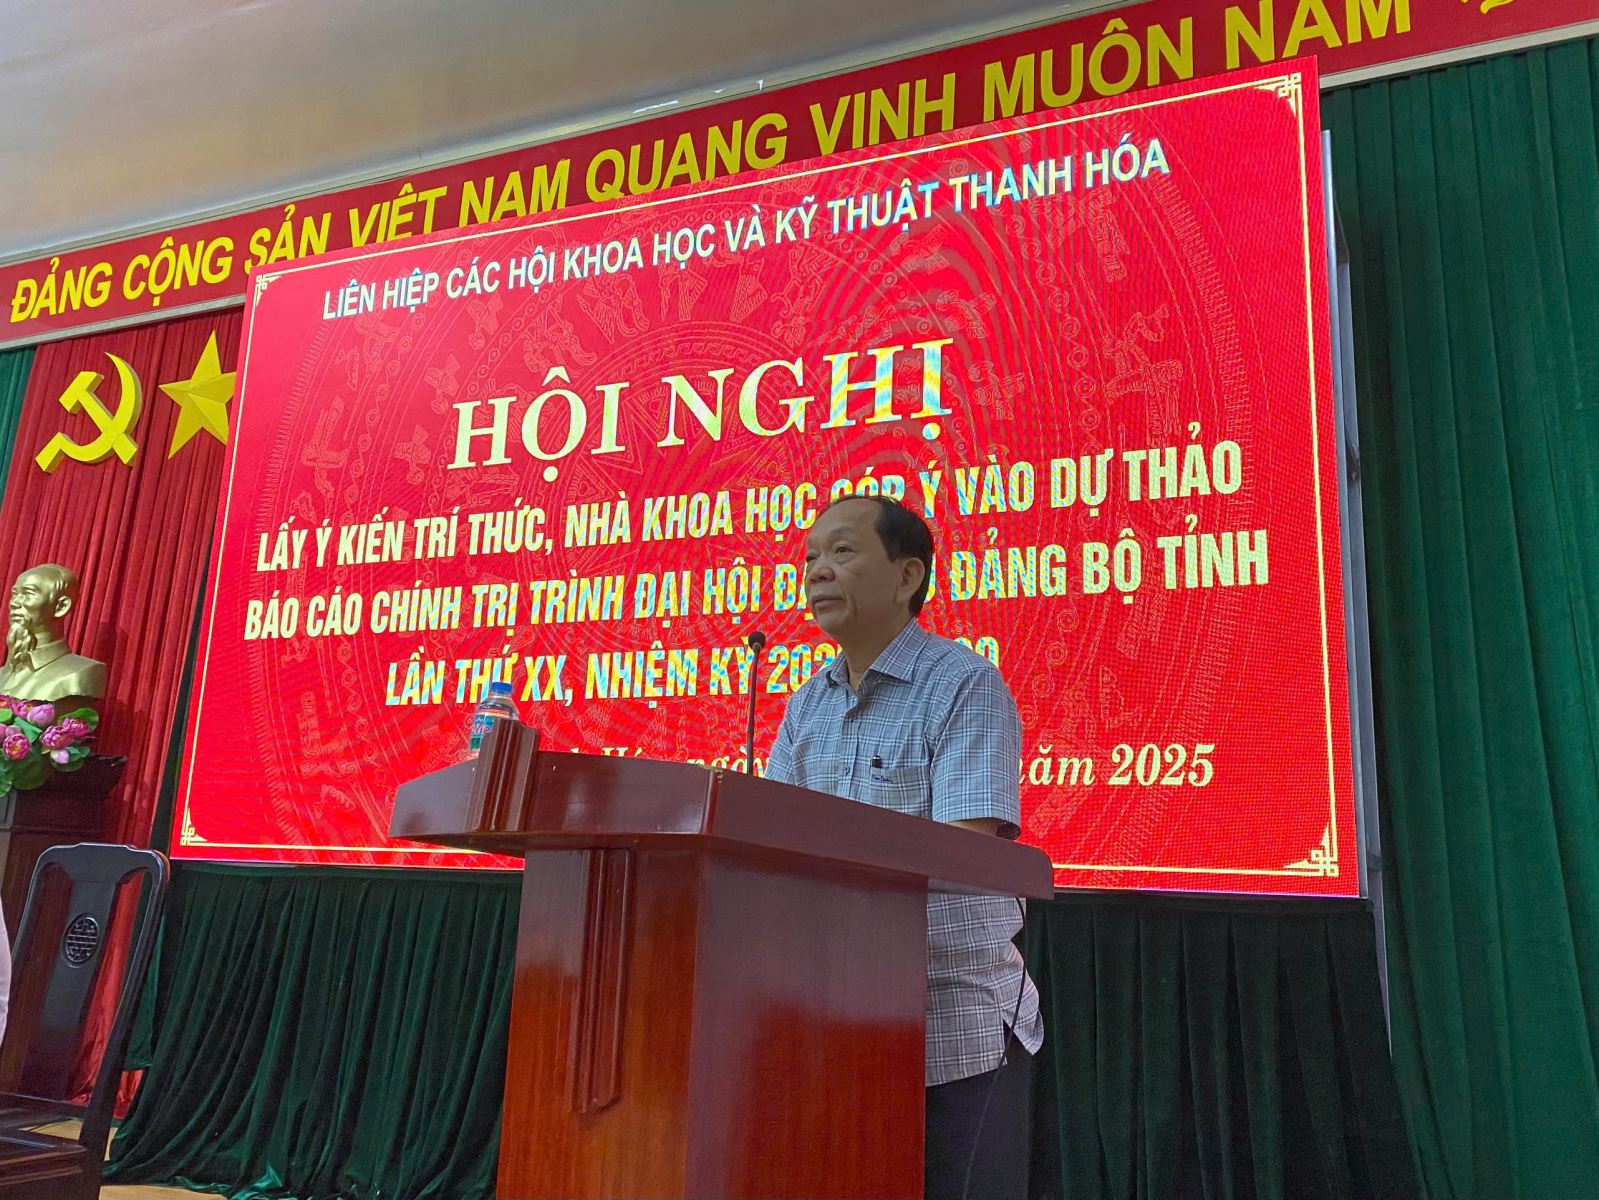 ĐẢNG CỘNG SẢN VIỆT NAM QUANG VINH MUÔN NĂM
LIÊN HIỆP CÁC HỘI KHOA HỌC VÀ KỸ THUẬT THANH HÓA
HỘI NGHỊ
LẤY Ý KIẾN TRÍ THỨC, NHÀ KHOA HỌC GÓP Ý VÀO DỰ THẢO
BÁO CÁO CHÍNH TRỊ TRÌNH ĐẠI HỘI ĐẢNG BỘ TỈNH
LẦN THỨ XX, NHIỆM KỲ
ngày năm 2025